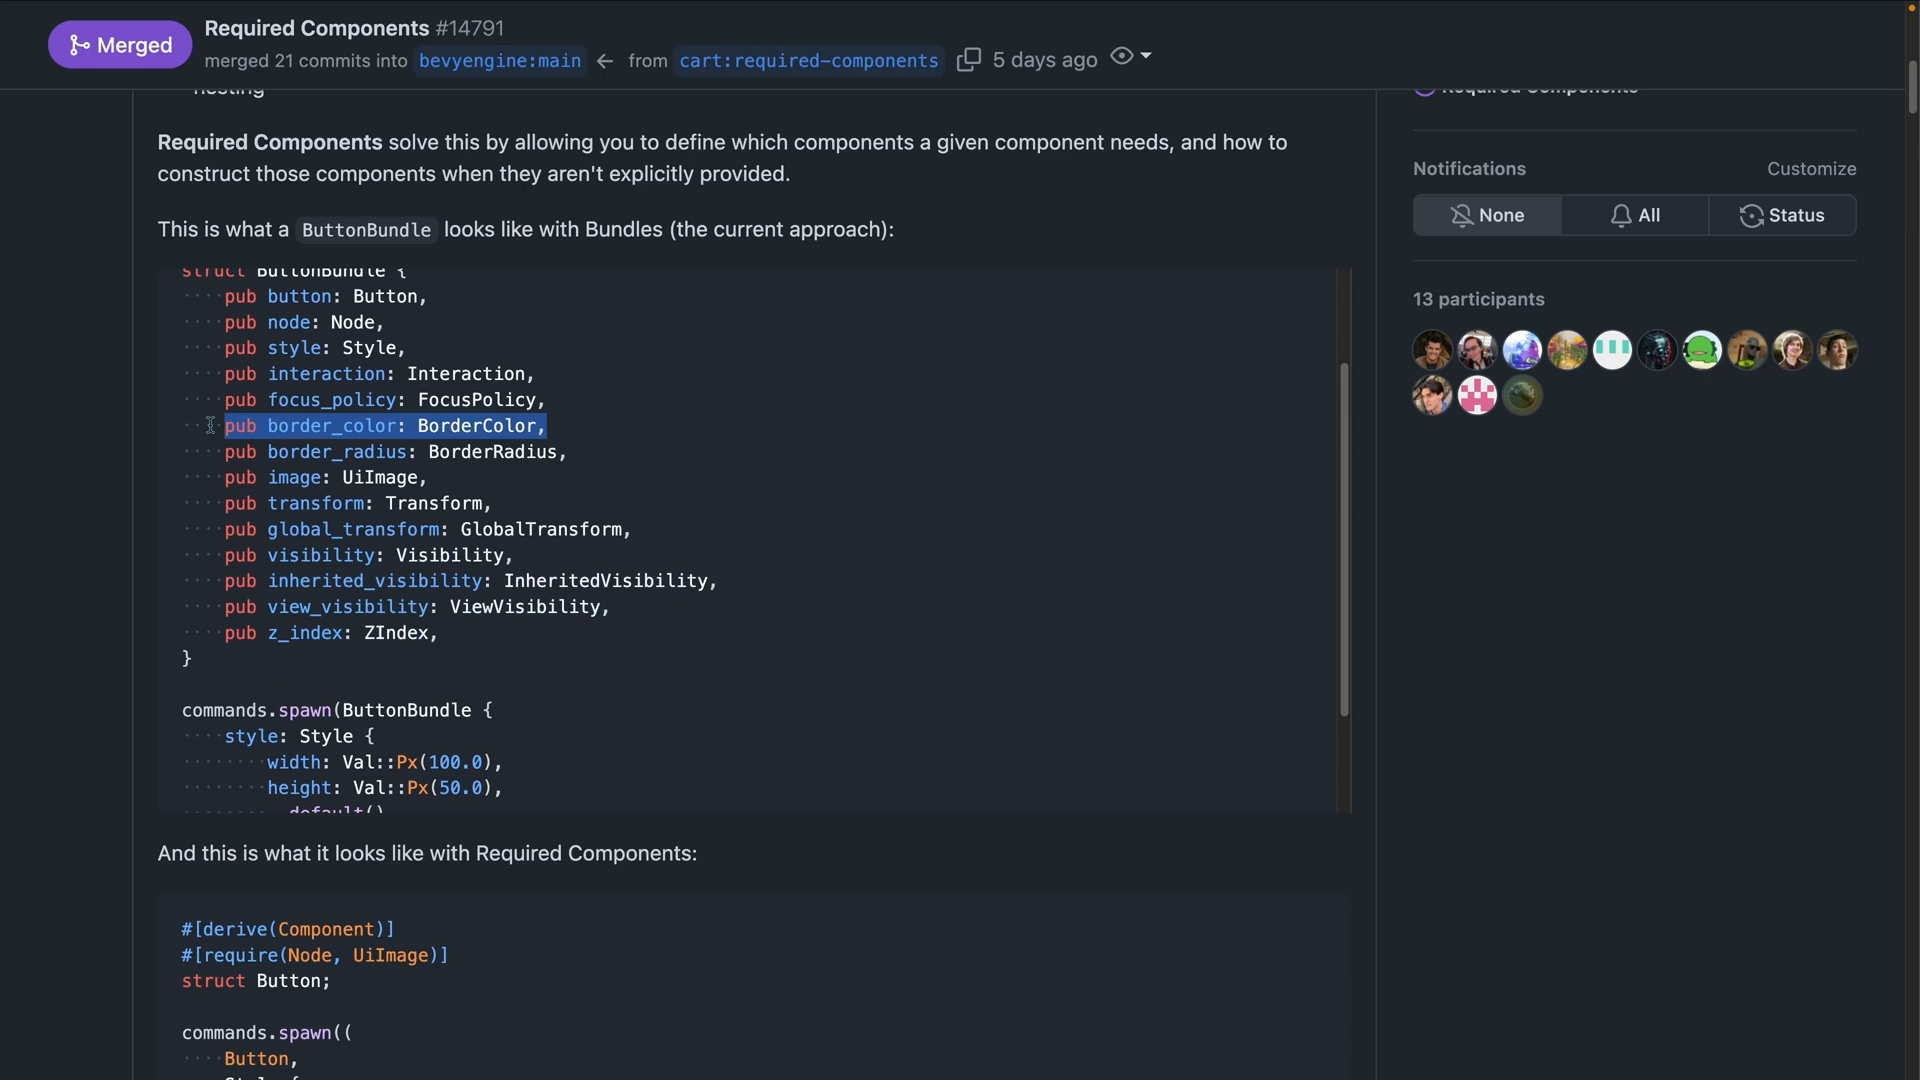 Merged
Required Components #14791
merged 21 commits into bevyengine:main ← from cart:required-components 5 days ago
nesting
Required Components solve this by allowing you to define which components a given component needs, and how to
construct those components when they aren't explicitly provided.
This is what a ButtonBundle looks like with Bundles (the current approach):
struct ButtonBundle {
····pub button: Button,
····pub node: Node,
····pub style: Style,
····pub interaction: Interaction,
····pub focus_policy: FocusPolicy,
····pub border_color: BorderColor,
····pub border_radius: BorderRadius,
····pub image: UiImage,
····pub transform: Transform,
····pub global_transform: GlobalTransform,
····pub visibility: Visibility,
····pub inherited_visibility: InheritedVisibility,
····pub view_visibility: ViewVisibility,
····pub z_index: ZIndex,
}
commands.spawn(ButtonBundle {
····style: Style {
········width: Val::Px(100.0),
········height: Val::Px(50.0),
········..default()
And this is what it looks like with Required Components:
#[derive(Component)]
#[require(Node, UiImage)]
struct Button;
commands.spawn((
····Button,
····Style {
Required Components
Notifications
Customize
None
All
Status
13 participants